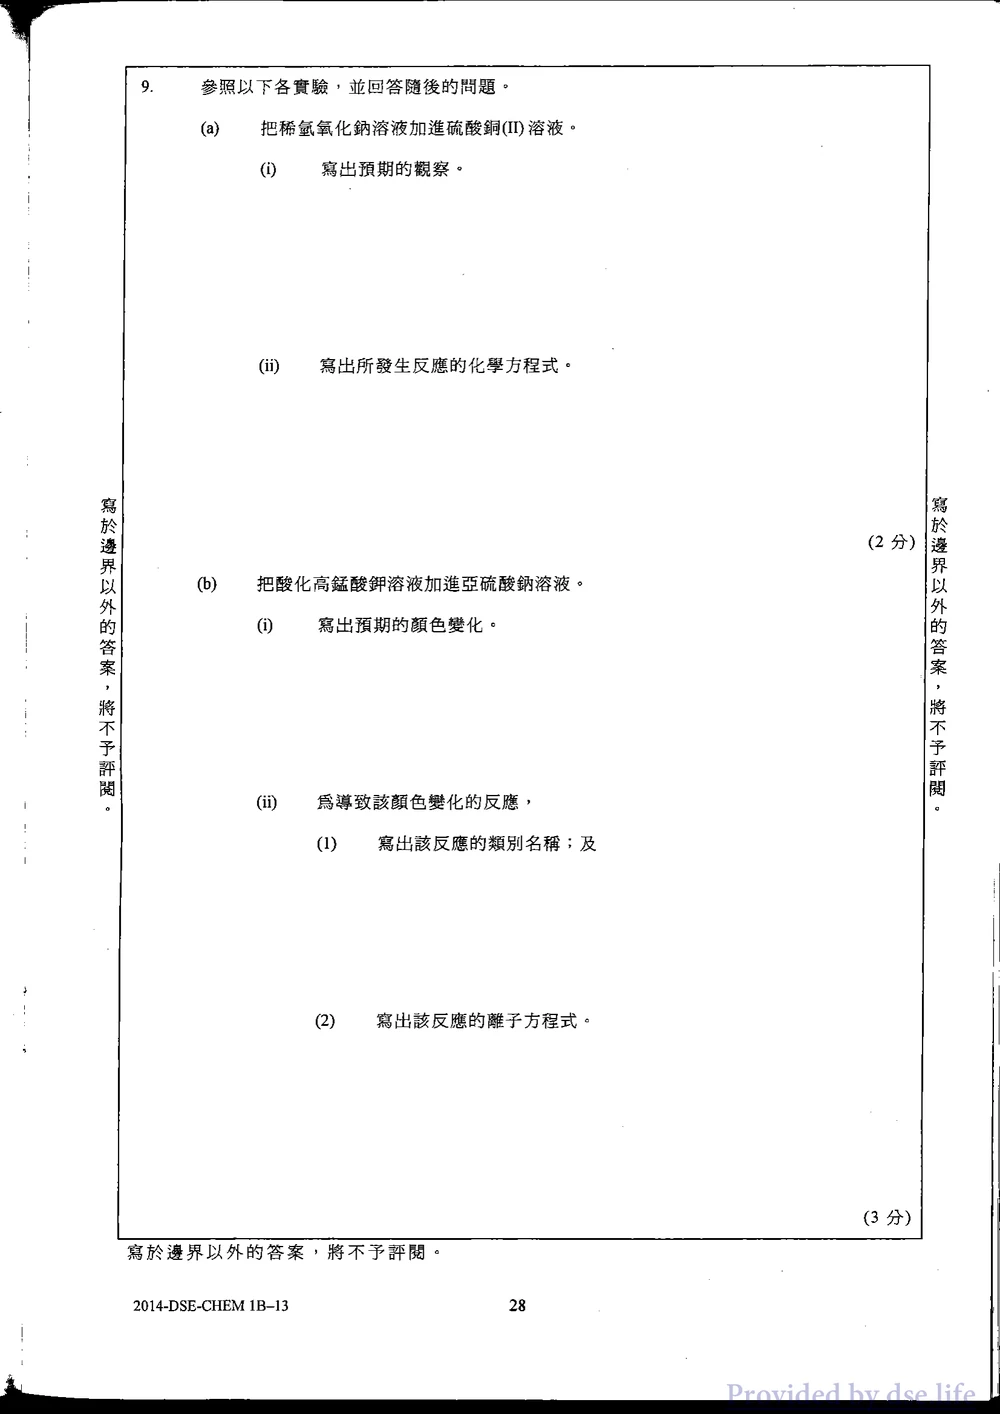 9. 參照以下各實驗，並回答隨後的問題。
(a) 把稀氫氧化鈉溶液加進硫酸銅(II)溶液。
(i) 寫出預期的觀察。
(ii) 寫出所發生反應的化學方程式。
(2 分)
(b) 把酸化高錳酸鉀溶液加進亞硫酸鈉溶液。
(i) 寫出預期的顏色變化。
(ii) 為導致該顏色變化的反應，
(1) 寫出該反應的類別名稱；及
(2) 寫出該反應的離子方程式。
(3 分)
寫於邊界以外的答案，將不予評閱。
寫於邊界以外的答案，將不予評閱。
寫於邊界以外的答案，將不予評閱。
2014-DSE-CHEM 1B–13
28
Provided by dse.life